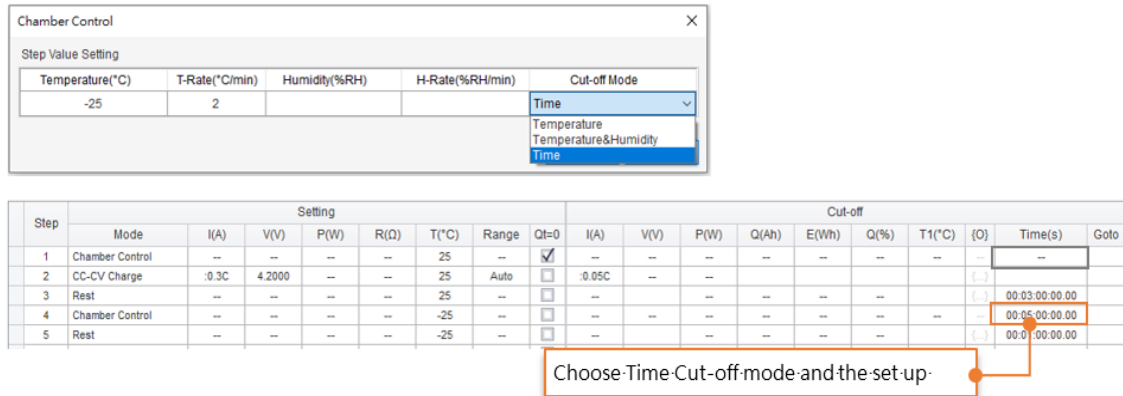 Chamber Control
Step Value Setting
Temperature(°C) T-Rate(°C/min) Humidity(%RH) H-Rate(%RH/min) Cut-off Mode
-25 2 Time
Temperature
Temperature&Humidity
Time
Step Setting Cut-off
Mode I(A) V(V) P(W) R(Ω) T(°C) Range Qt=0 I(A) V(V) P(W) Q(Ah) E(Wh) Q(%) T1(°C) {O} Time(s) Goto
1 Chamber Control -- -- -- -- 25 -- -- -- -- -- -- -- -- -- --
2 CC-CV Charge :0.3C 4.2000 -- -- 25 Auto :0.05C -- -- -- -- {...}
3 Rest -- -- -- -- 25 -- -- -- -- -- -- {...} 00:03:00:00.00
4 Chamber Control -- -- -- -- -25 -- -- -- -- -- -- -- -- -- 00:05:00:00.00
5 Rest -- -- -- -- -25 -- -- -- -- -- -- {...}
Choose·Time·Cut-off·mode·and·the·set·up·